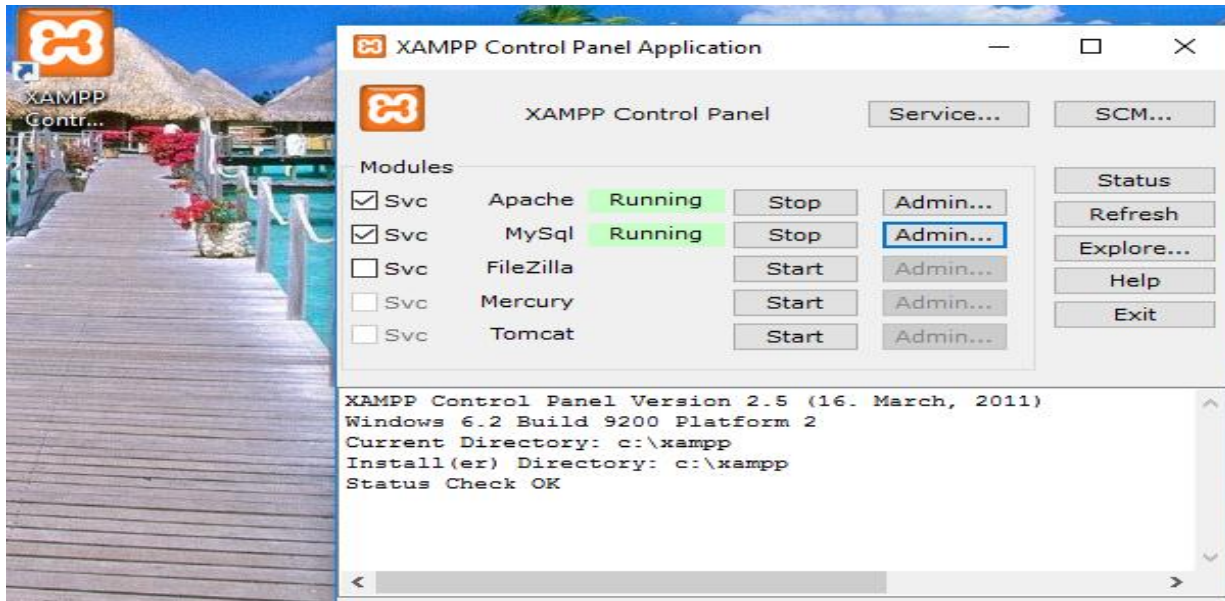 XAMPP
Contr...
XAMPP Control Panel Application
XAMPP Control Panel Service... SCM...
Modules
Svc Apache Running Stop Admin...
Svc MySql Running Stop Admin...
Svc FileZilla Start Admin...
Svc Mercury Start Admin...
Svc Tomcat Start Admin...
Status
Refresh
Explore...
Help
Exit
XAMPP Control Panel Version 2.5 (16. March, 2011)
Windows 6.2 Build 9200 Platform 2
Current Directory: c:\xampp
Install(er) Directory: c:\xampp
Status Check OK